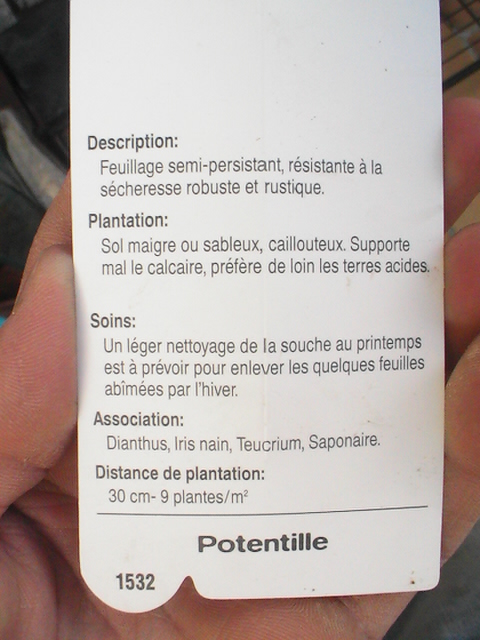 Description:
Feuillage semi-persistant, résistante à la
sécheresse robuste et rustique.
Plantation:
Sol maigre ou sableux, caillouteux. Supporte
mal le calcaire, préfère de loin les terres acides.
Soins:
Un léger nettoyage de la souche au printemps
est à prévoir pour enlever les quelques feuilles
abîmées par l'hiver.
Association:
Dianthus, Iris nain, Teucrium, Saponaire.
Distance de plantation:
30 cm- 9 plantes/m²
Potentille
1532